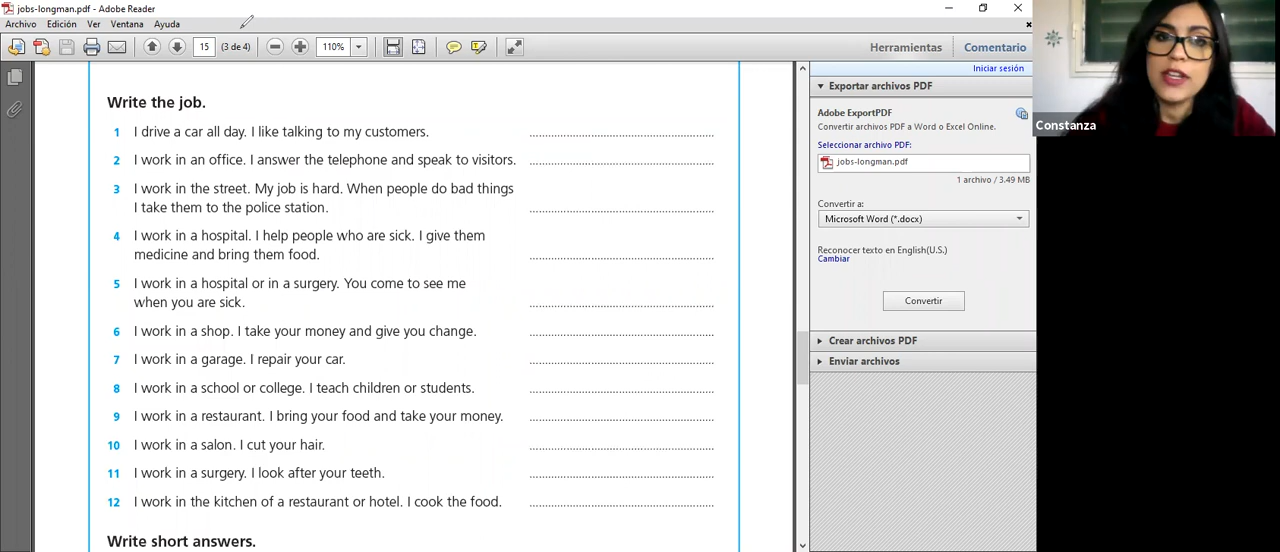 jobs-longman.pdf - Adobe Reader
Archivo Edición Ver Ventana Ayuda
15 (3 de 4) 110% Herramientas Comentario
Iniciar sesión
Write the job.
1 I drive a car all day. I like talking to my customers. ........................................
2 I work in an office. I answer the telephone and speak to visitors. ........................................
3 I work in the street. My job is hard. When people do bad things
I take them to the police station. ........................................
4 I work in a hospital. I help people who are sick. I give them
medicine and bring them food. ........................................
5 I work in a hospital or in a surgery. You come to see me
when you are sick. ........................................
6 I work in a shop. I take your money and give you change. ........................................
7 I work in a garage. I repair your car. ........................................
8 I work in a school or college. I teach children or students. ........................................
9 I work in a restaurant. I bring your food and take your money. ........................................
10 I work in a salon. I cut your hair. ........................................
11 I work in a surgery. I look after your teeth. ........................................
12 I work in the kitchen of a restaurant or hotel. I cook the food. ........................................
Write short answers.
Exportar archivos PDF
Adobe ExportPDF
Convertir archivos PDF a Word o Excel Online.
Seleccionar archivo PDF:
jobs-longman.pdf
1 archivo / 3.49 MB
Convertir a:
Microsoft Word (*.docx)
Reconocer texto en English(U.S.)
Cambiar
Convertir
Crear archivos PDF
Enviar archivos
Constanza